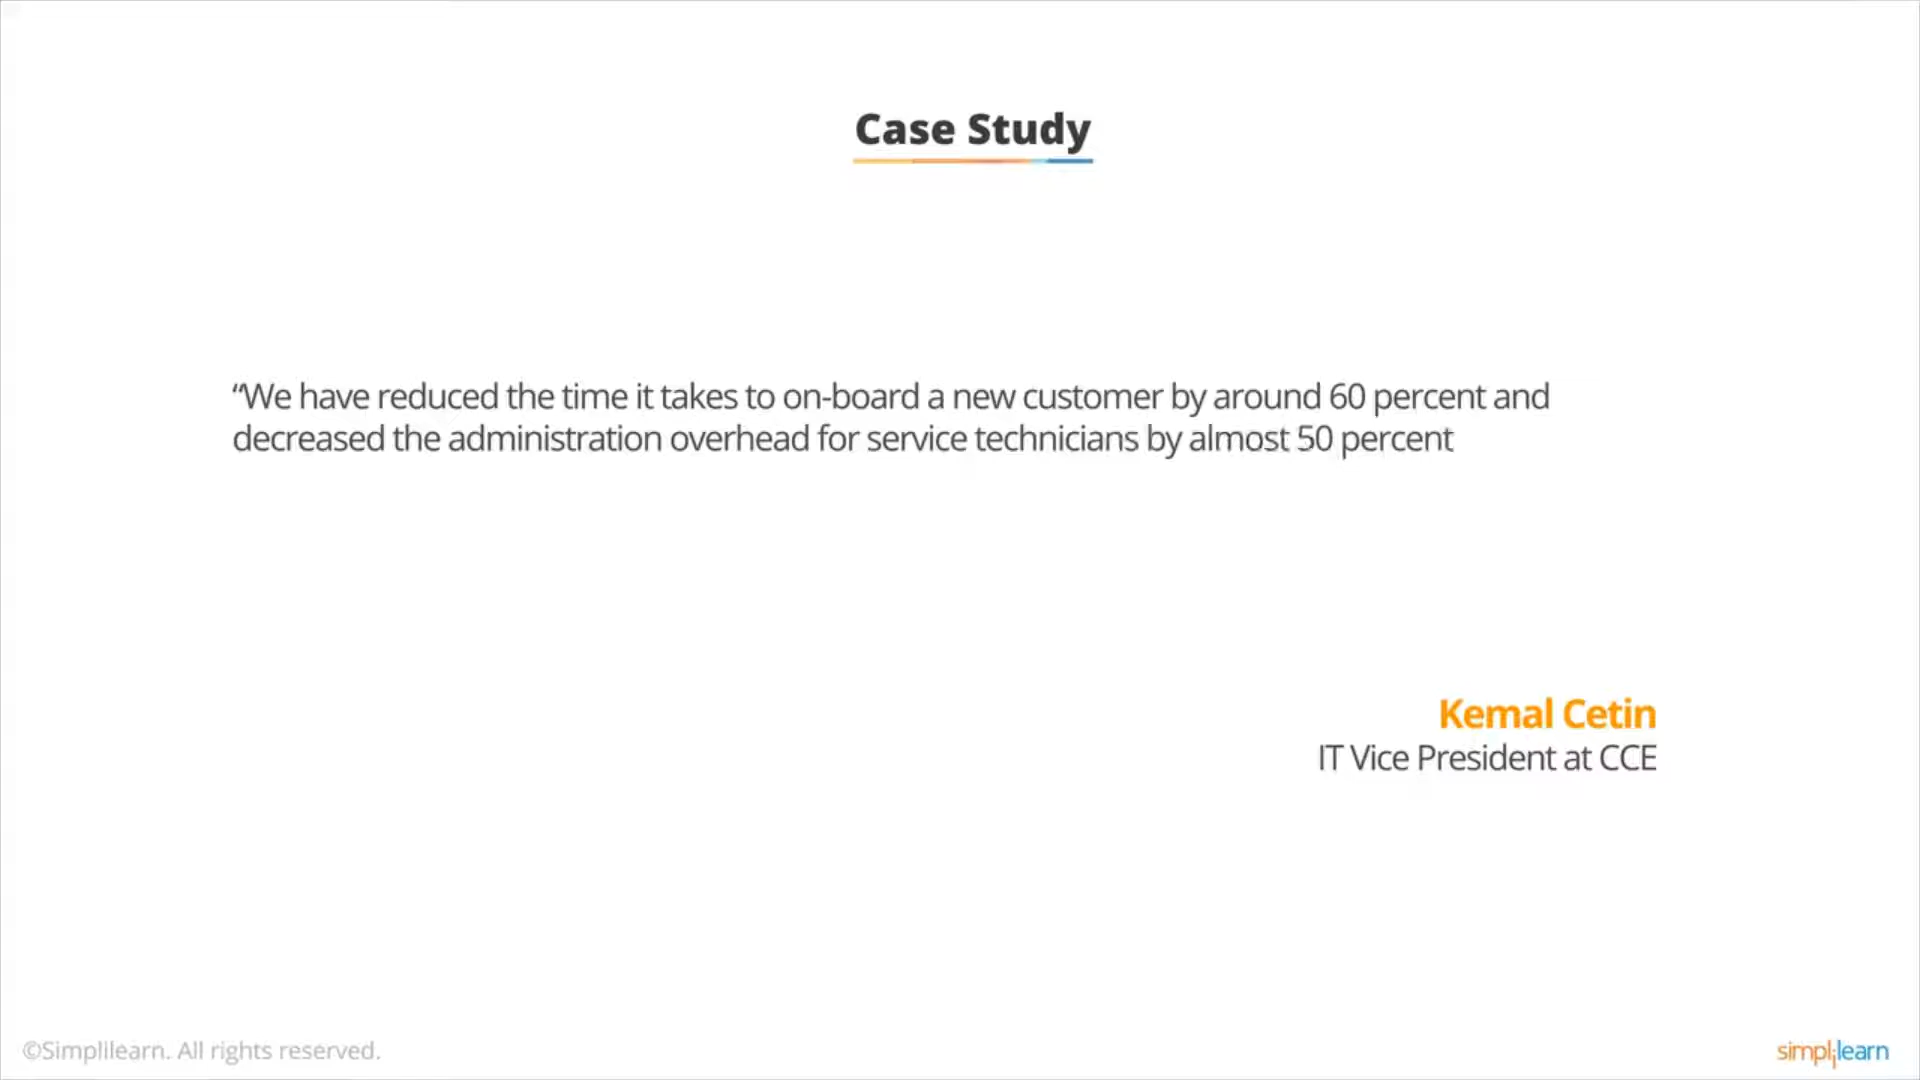 Case Study
“We have reduced the time it takes to on-board a new customer by around 60 percent and
decreased the administration overhead for service technicians by almost 50 percent
Kemal Cetin
IT Vice President at CCE
©Simplilearn. All rights reserved.
simplilearn